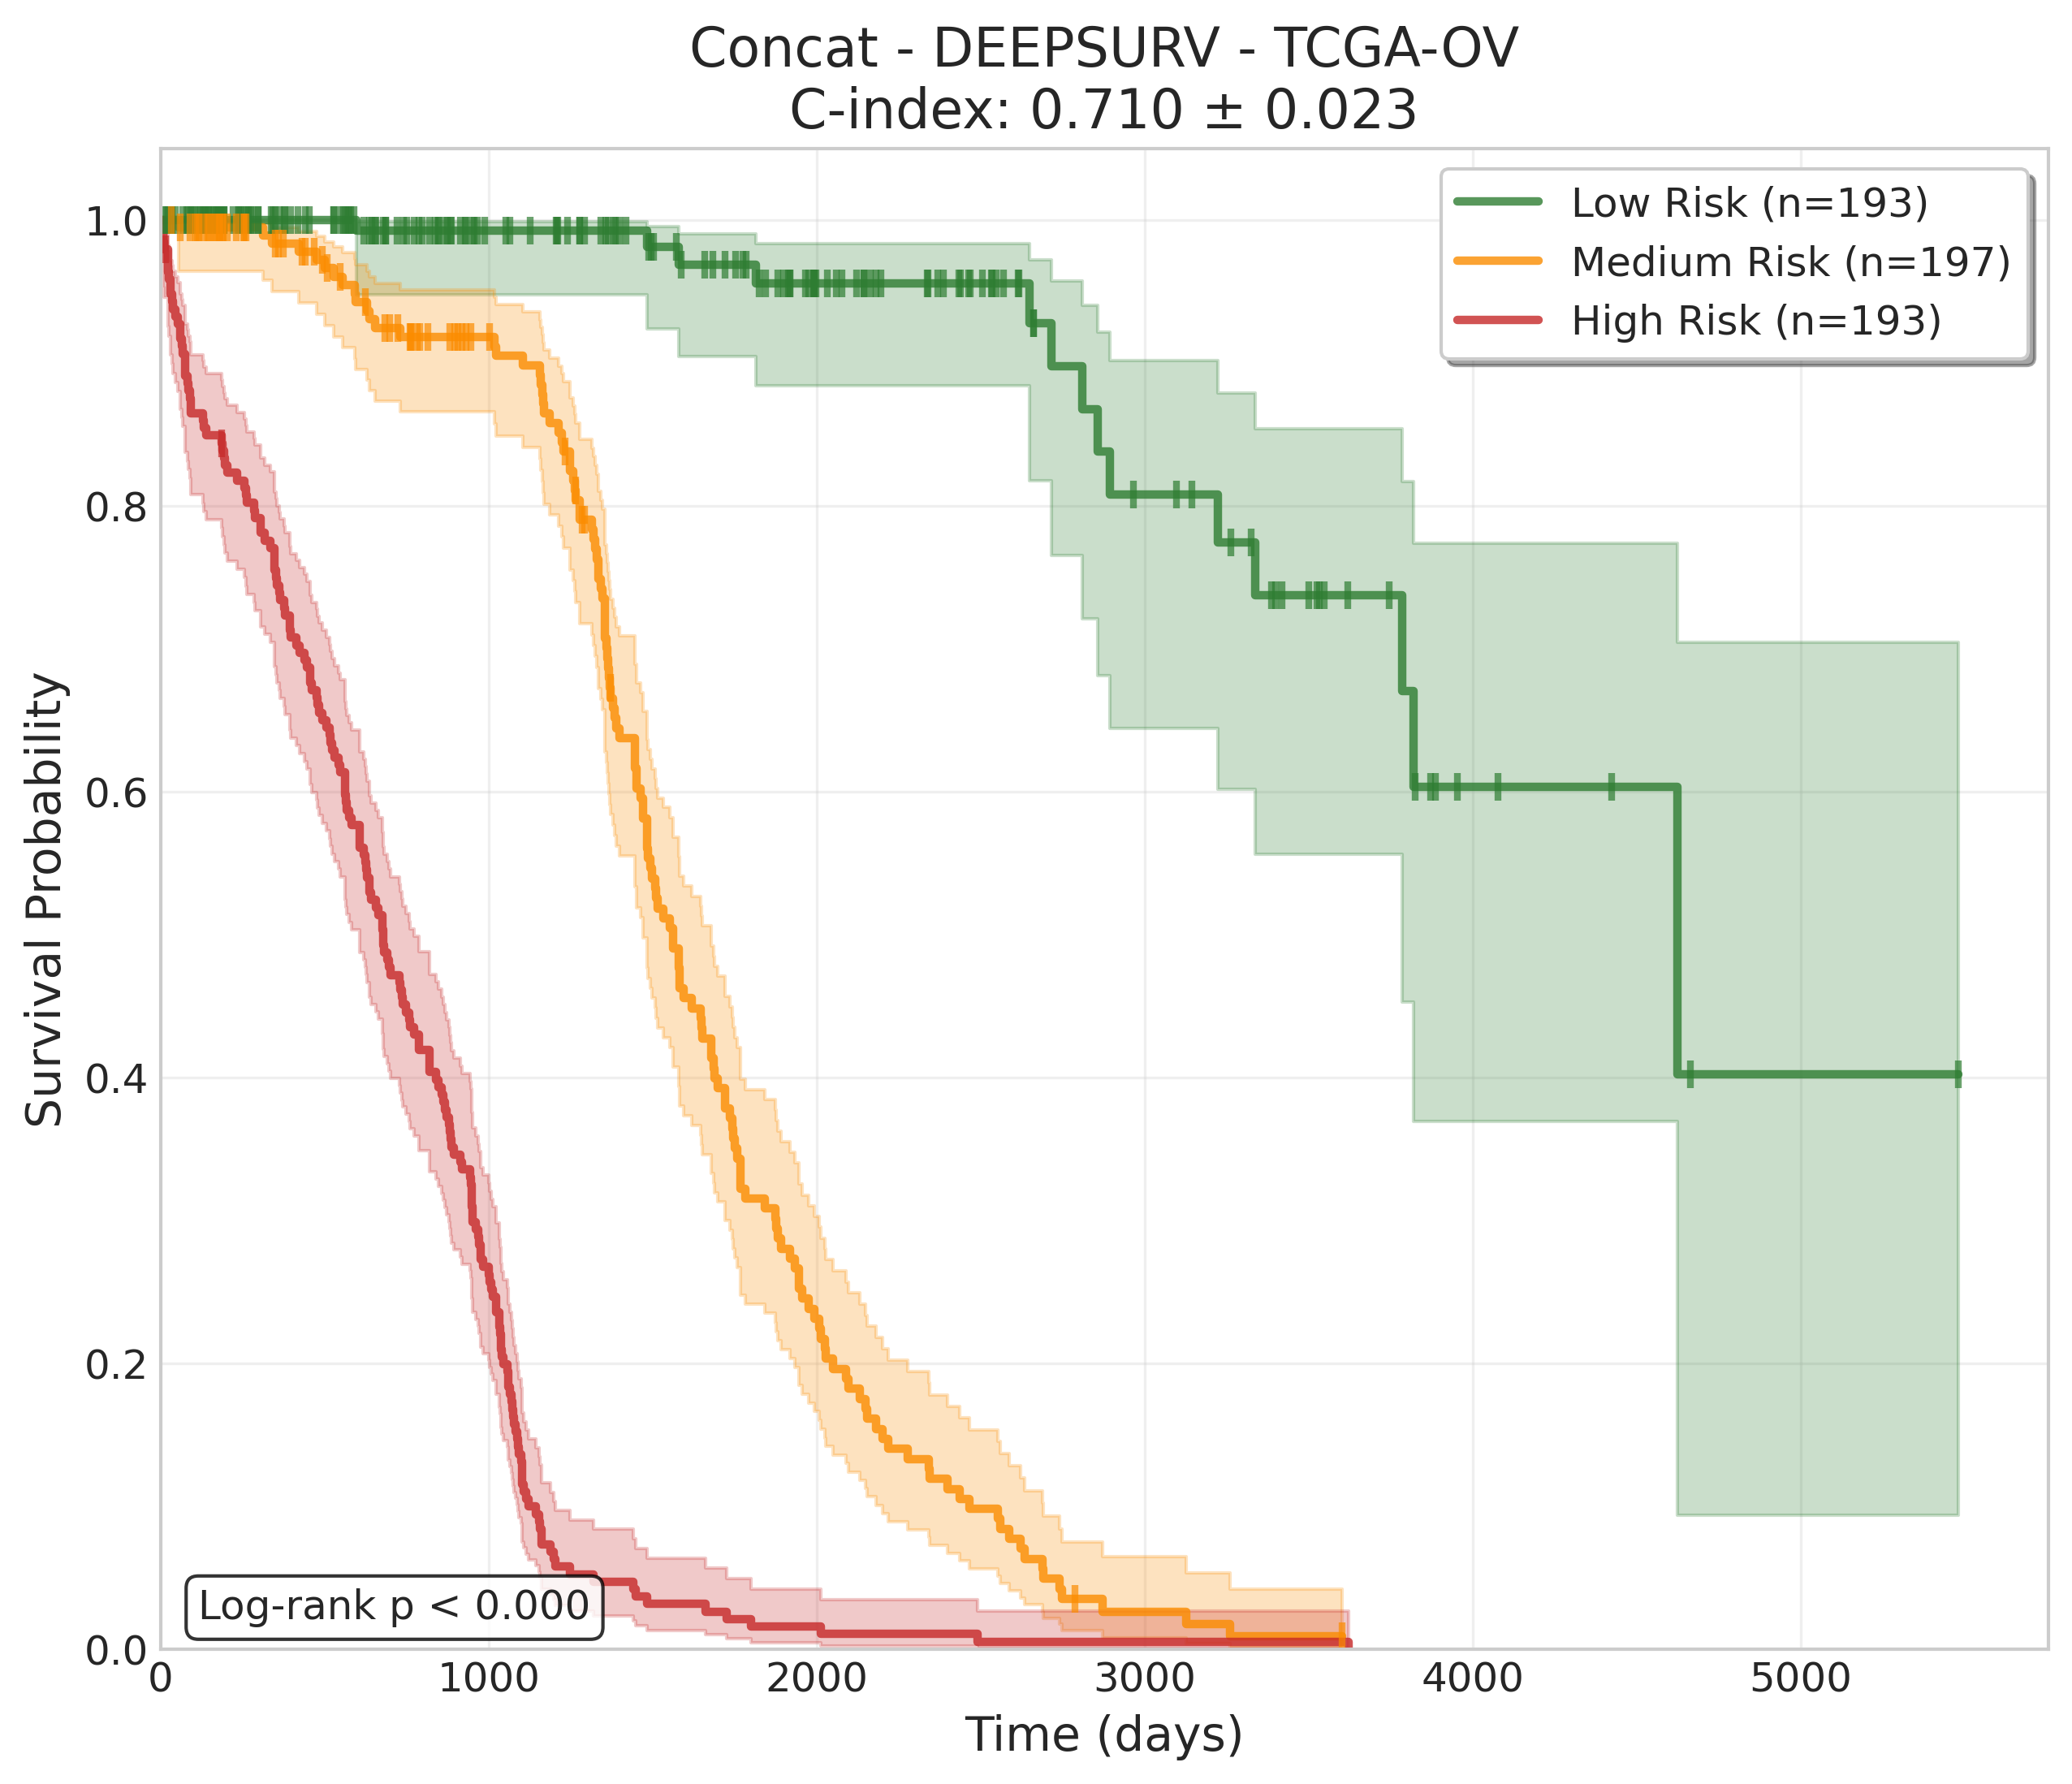 Concat - DEEPSURV - TCGA-OV
C-index: 0.710 ± 0.023
Low Risk (n=193)
Medium Risk (n=197)
High Risk (n=193)
Survival Probability
1.0
0.8
0.6
0.4
0.2
0.0
Log-rank p < 0.000
0 1000 2000 3000 4000 5000
Time (days)